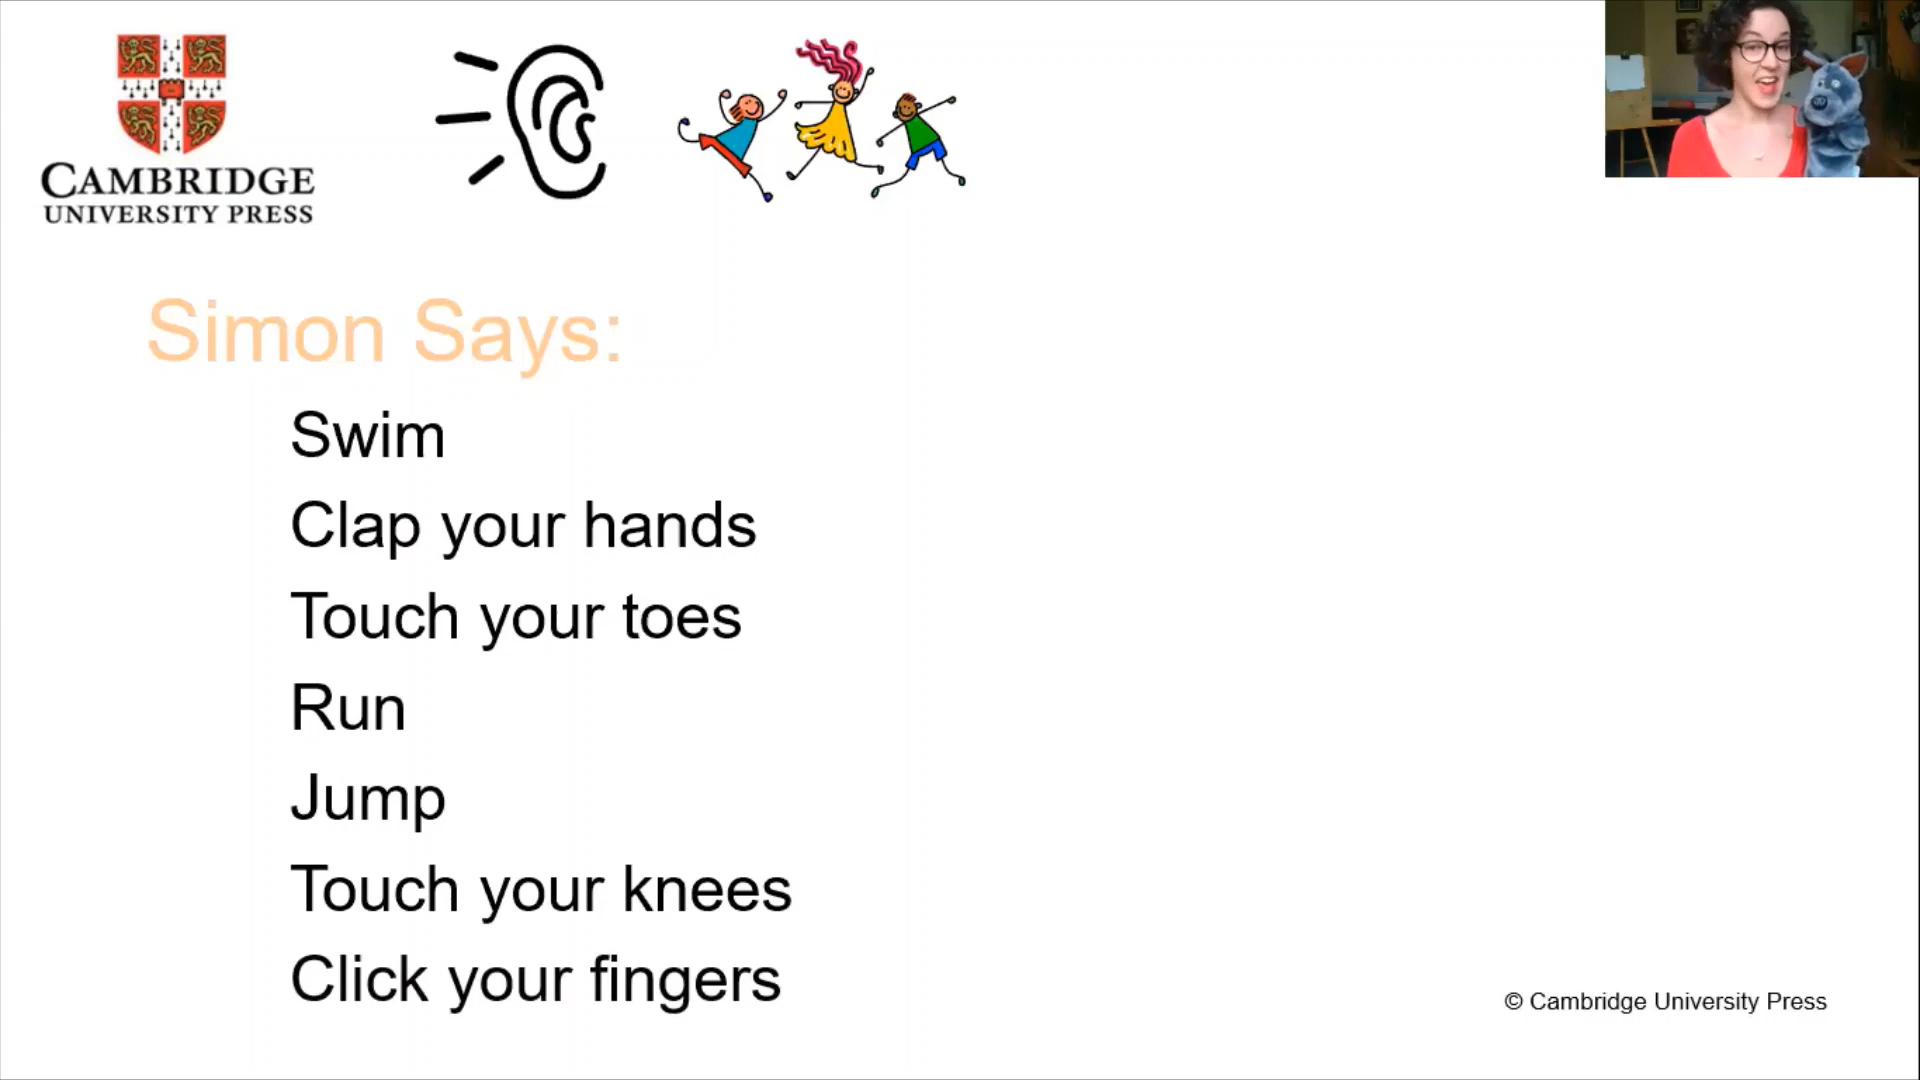 CAMBRIDGE
UNIVERSITY PRESS
Simon Says:
Swim
Clap your hands
Touch your toes
Run
Jump
Touch your knees
Click your fingers
© Cambridge University Press